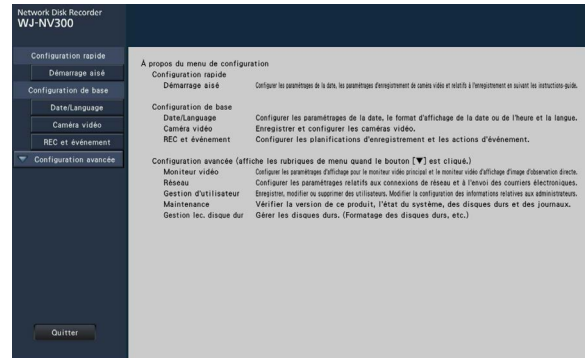 Network Disk Recorder
WJ-NV300
Configuration rapide
Démarrage aisé
Configuration de base
Date/Language
Caméra vidéo
REC et événement
Configuration avancée
Quitter
À propos du menu de configuration
Configuration rapide
Démarrage aisé Configurer les paramétrages de la date, les paramétrages d'enregistrement de caméra vidéo et relatifs à l'enregistrement en suivant les instructions-guide.
Configuration de base
Date/Language Configurer les paramétrages de la date, le format d'affichage de la date ou de l'heure et la langue.
Caméra vidéo Enregistrer et configurer les caméras vidéo.
REC et événement Configurer les planifications d'enregistrement et les actions d'événement.
Configuration avancée (affiche les rubriques de menu quand le bouton [▼] est cliqué.)
Moniteur vidéo Configurer les paramétrages d'affichage pour le moniteur vidéo principal et le moniteur vidéo d'affichage d'image d'observation directe.
Réseau Configurer les paramétrages relatifs aux connexions de réseau et à l'envoi des courriers électroniques.
Gestion d'utilisateur Enregistrer, modifier ou supprimer des utilisateurs. Modifier la configuration des informations relatives aux administrateurs.
Maintenance Vérifier la version de ce produit, l'état du système, des disques durs et des journaux.
Gestion lec. disque dur Gérer les disques durs. (Formatage des disques durs, etc.)